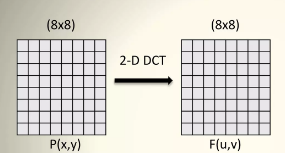 (8x8)
(8x8)
2-D DCT
P(x,y)
F(u,v)